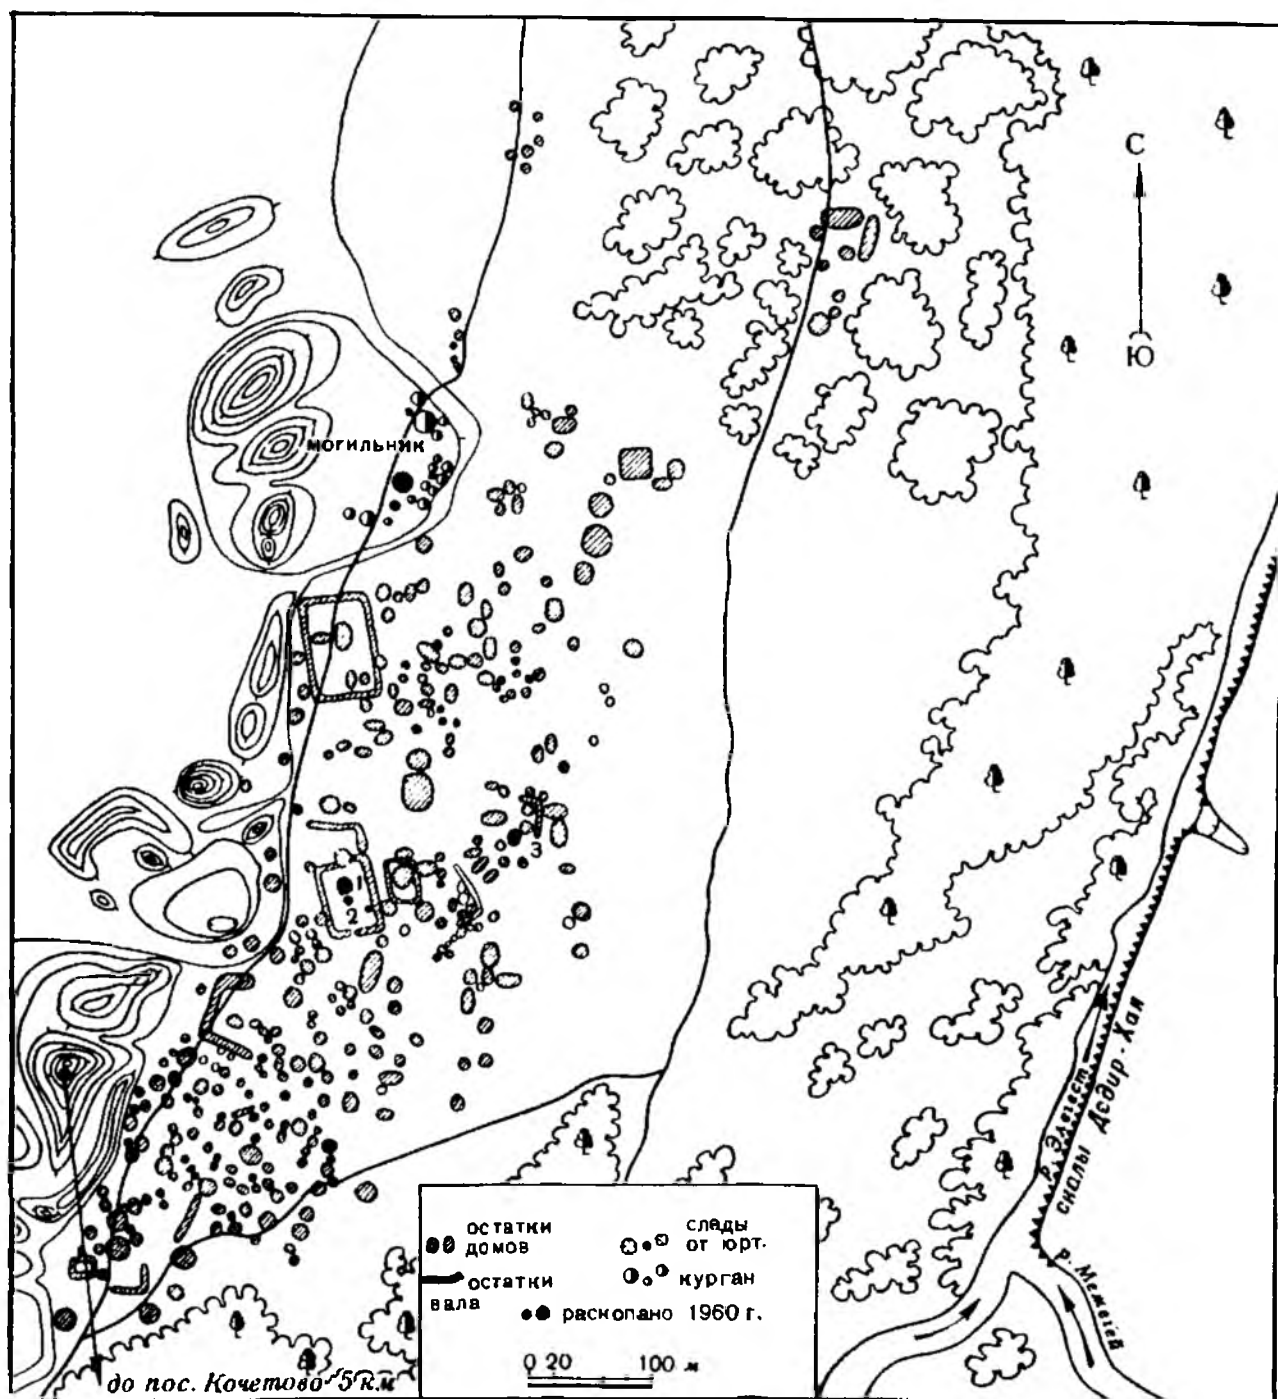 С
Ю
могильник
1
2
3
р. Элегест
скалы Дедир-Хая
р. Межегей
остатки
домов
остатки
вала
следы
от юрт.
курган
раскопано 1960 г.
0 20 100 м
до пос. Кочетово 5 км